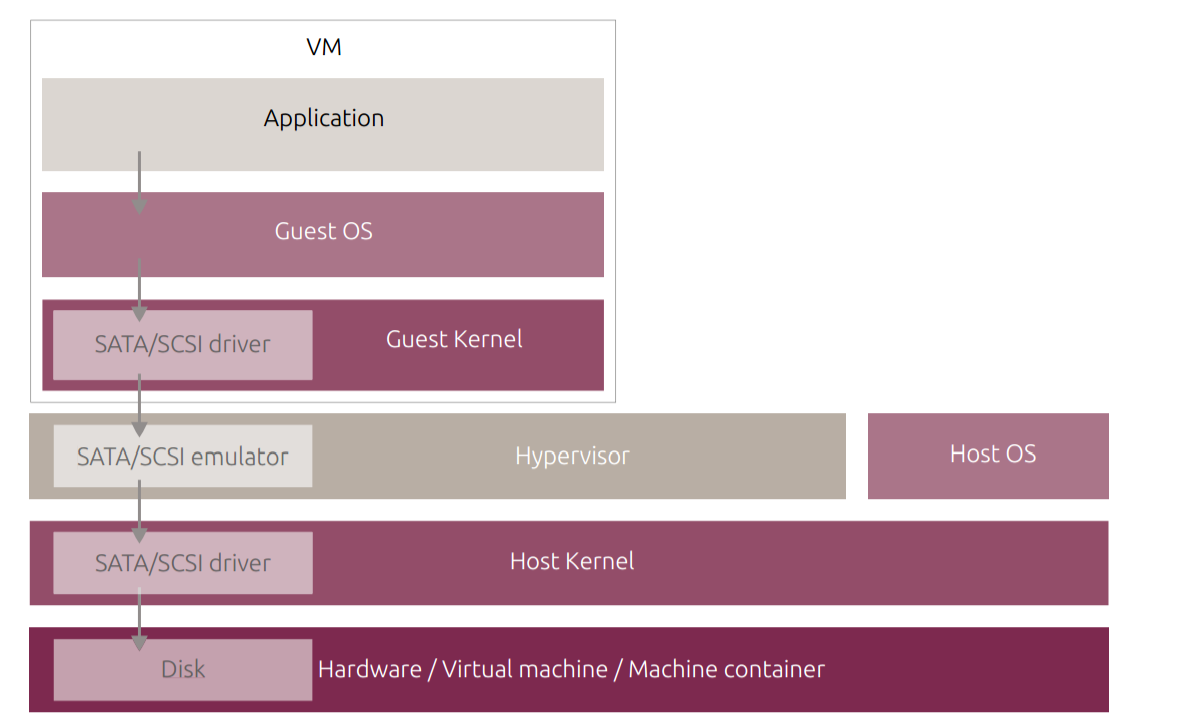 VM
Application
Guest OS
SATA/SCSI driver
Guest Kernel
SATA/SCSI emulator
Hypervisor
Host OS
SATA/SCSI driver
Host Kernel
Disk
Hardware / Virtual machine / Machine container